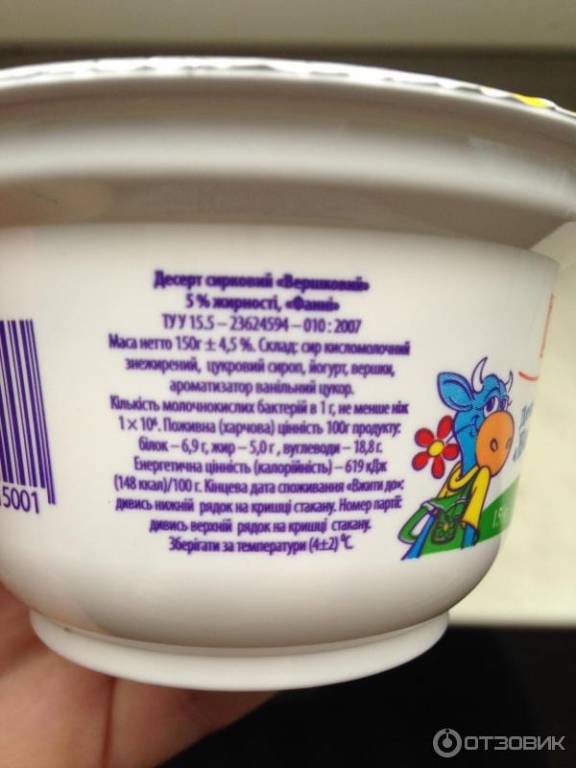 Десерт сирковий «Вершковий»
5 % жирності, «Фанні»
ТУ У 15.5 – 23624594 – 010 : 2007
Маса нетто 150г ± 4,5 %. Склад: сир кисломолочний
знежирений, цукровий сироп, йогурт, вершки,
ароматизатор ванільний цукор.
Кількість молочнокислих бактерій в 1 г, не менше ніж
1 × 10⁶. Поживна (харчова) цінність 100г продукту:
білок – 6,9 г, жир – 5,0 г , вуглеводи – 18,8 г.
Енергетична цінність (калорійність) – 619 кДж
(148 ккал)/100 г. Кінцева дата споживання «Вжити до»:
дивись нижній рядок на кришці стакану. Номер партії:
дивись верхній рядок на кришці стакану.
Зберігати за температури (4±2) °С.
5001
ОТЗОВИК